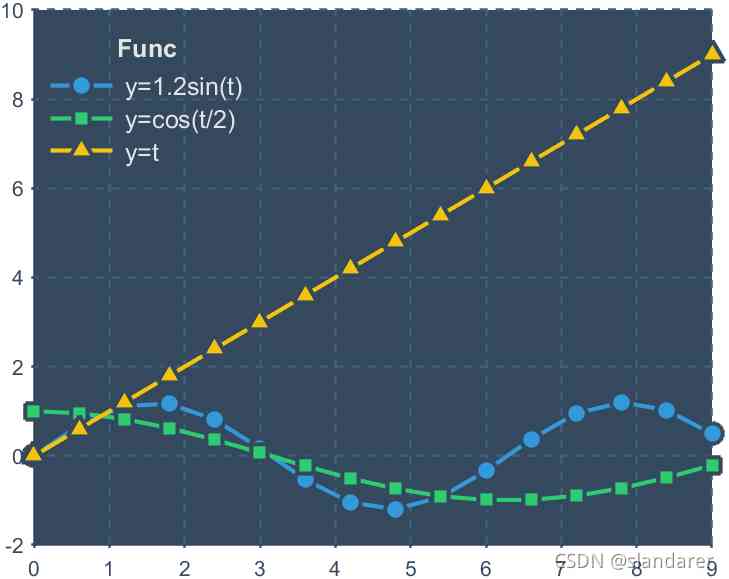 10
Func
y=1.2sin(t)
8
y=cos(t/2)
y=t
6
4
2
0
-2
0 1 2 3 4 5 6 7 8 9
CSDN @slandarer